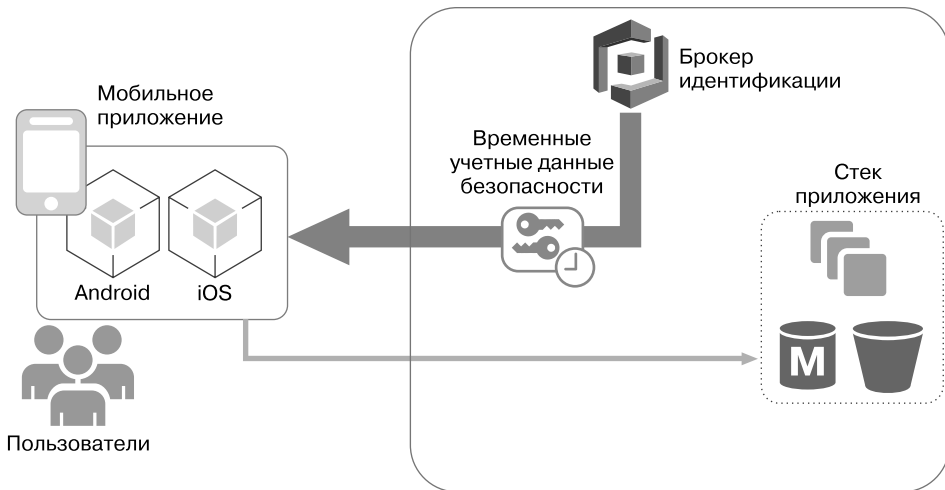 Брокер
идентификации
Мобильное
приложение
Временные
учетные данные
безопасности
Стек
приложения
Android
iOS
M
Пользователи